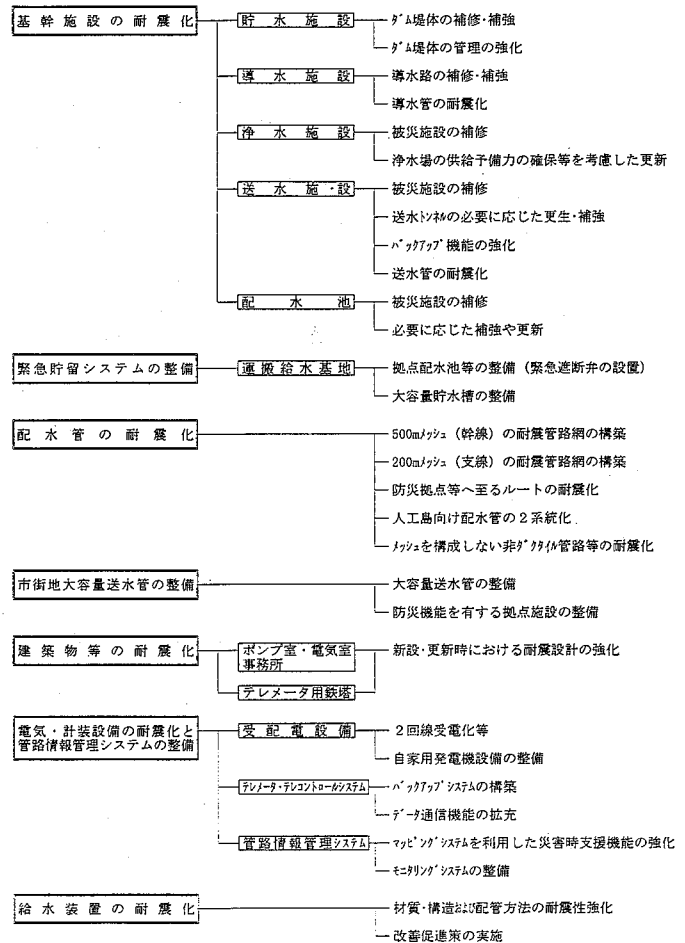 基幹施設の耐震化
貯水施設
ダム堤体の補修・補強
ダム堤体の管理の強化
導水施設
導水路の補修・補強
導水管の耐震化
浄水施設
被災施設の補修
浄水場の供給予備力の確保等を考慮した更新
送水施設
被災施設の補修
送水トンネルの必要に応じた更生・補強
バックアップ機能の強化
送水管の耐震化
配水池
被災施設の補修
必要に応じた補強や更新
緊急貯留システムの整備
運搬給水基地
拠点配水池等の整備（緊急遮断弁の設置）
大容量貯水槽の整備
配水管の耐震化
500mメッシュ（幹線）の耐震管路網の構築
200mメッシュ（支線）の耐震管路網の構築
防災拠点等へ至るルートの耐震化
人工島向け配水管の２系統化
メッシュを構成しない非ダクタイル管路等の耐震化
市街地大容量送水管の整備
大容量送水管の整備
防災機能を有する拠点施設の整備
建築物等の耐震化
ポンプ室・電気室
事務所
新設・更新時における耐震設計の強化
テレメータ用鉄塔
電気・計装設備の耐震化と
管路情報管理システムの整備
受配電設備
２回線受電化等
自家用発電機設備の整備
テレメータ・テレコントロールシステム
バックアップシステムの構築
データ通信機能の拡充
管路情報管理システム
マッピングシステムを利用した災害時支援機能の強化
モニタリングシステムの整備
給水装置の耐震化
材質・構造および配管方法の耐震性強化
改善促進策の実施